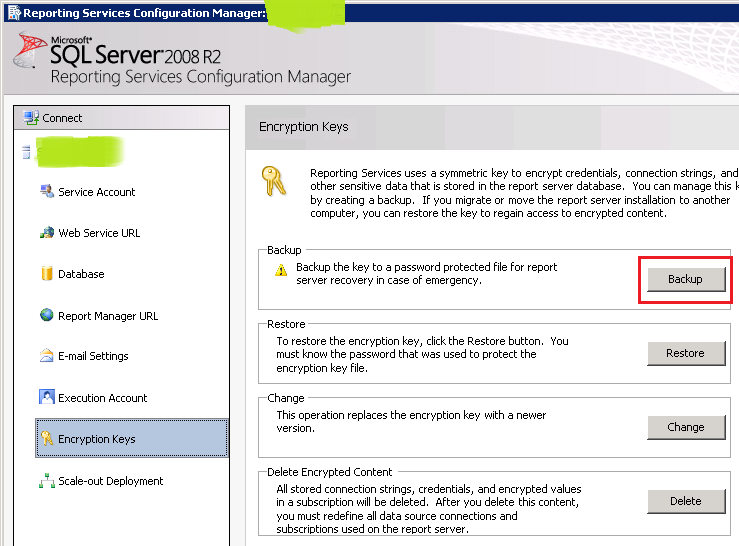 Reporting Services Configuration Manager:
Microsoft®
SQL Server 2008 R2
Reporting Services Configuration Manager
Connect
Service Account
Web Service URL
Database
Report Manager URL
E-mail Settings
Execution Account
Encryption Keys
Scale-out Deployment
Encryption Keys
Reporting Services uses a symmetric key to encrypt credentials, connection strings, and
other sensitive data that is stored in the report server database.  You can manage this k
by creating a backup.  If you migrate or move the report server installation to another
computer, you can restore the key to regain access to encrypted content.
Backup
Backup the key to a password protected file for report
server recovery in case of emergency.
Backup
Restore
To restore the encryption key, click the Restore button.  You
must know the password that was used to protect the
encryption key file.
Restore
Change
This operation replaces the encryption key with a newer
version.
Change
Delete Encrypted Content
All stored connection strings, credentials, and encrypted values
in a subscription will be deleted.  After you delete this content,
you must redefine all data source connections and
subscriptions used on the report server.
Delete